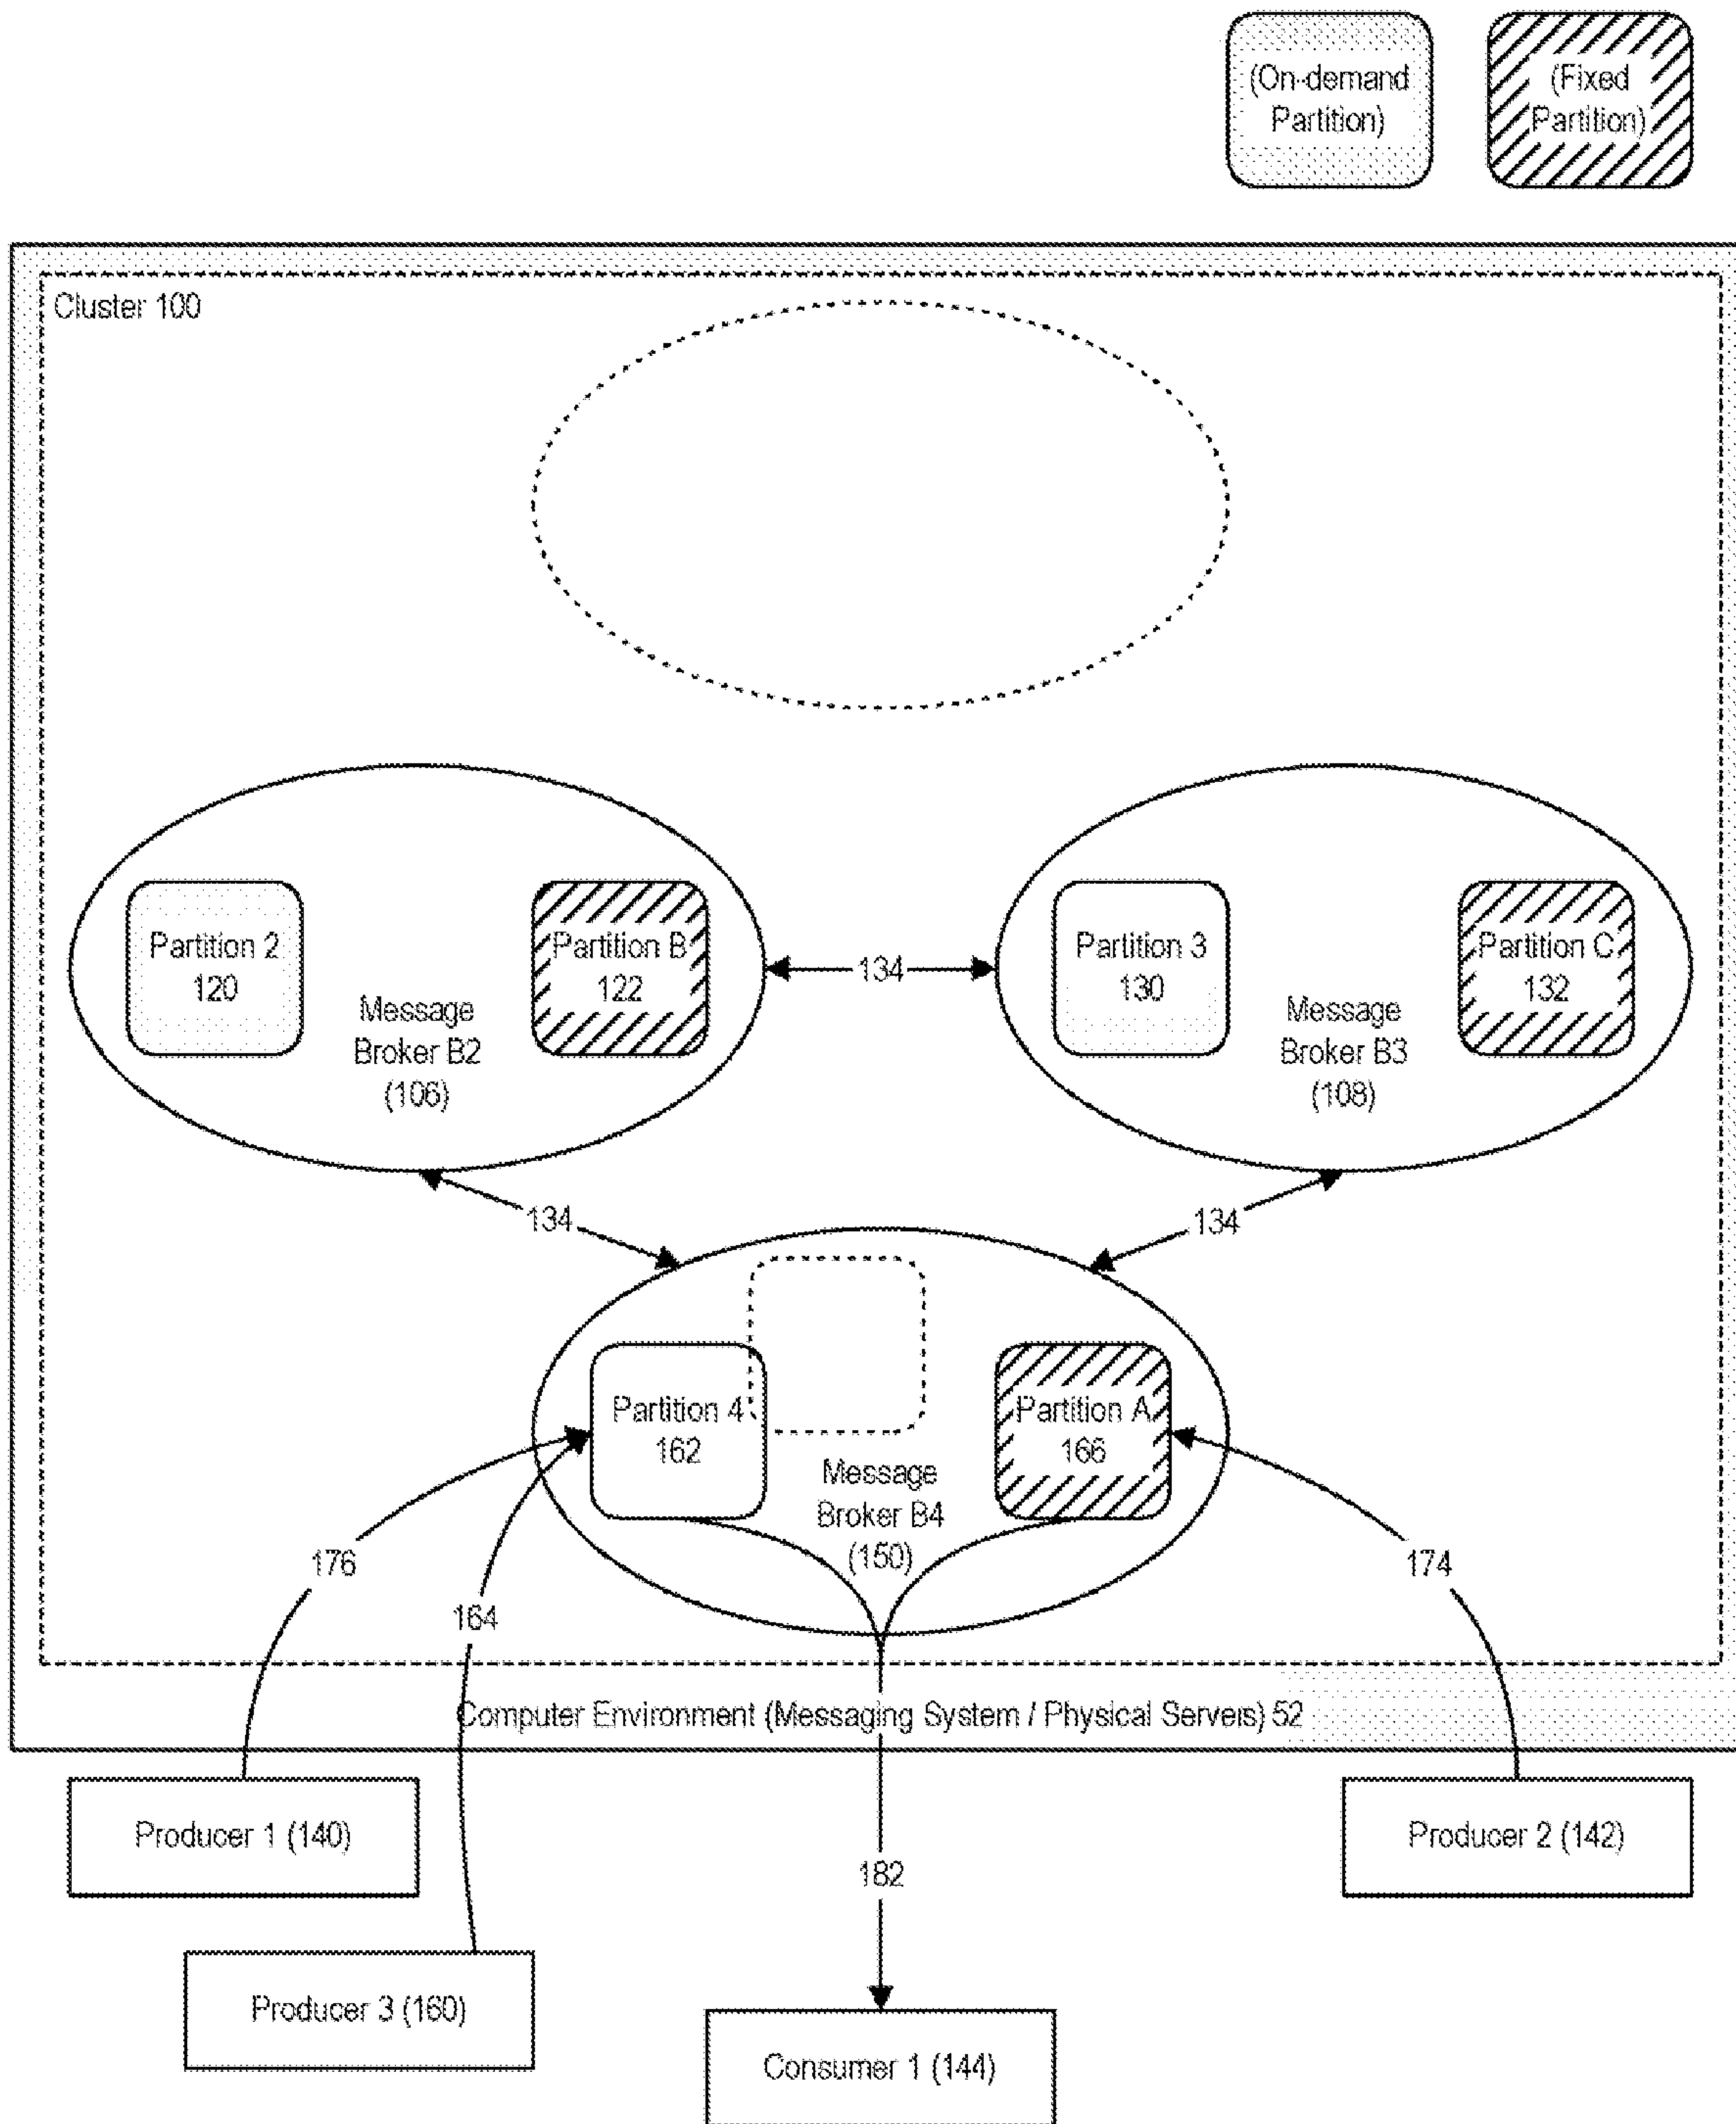 (On-demand
Partition)
(Fixed
Partition)
Cluster 100
Partition 2
120
Partition B
122
Message
Broker B2
(106)
134
Partition 3
130
Partition C
132
Message
Broker B3
(108)
134
134
Partition 4
162
Partition A
166
Message
Broker B4
(150)
176
164
174
Computer Environment (Messaging System / Physical Servers) 52
Producer 1 (140)
Producer 2 (142)
182
Producer 3 (160)
Consumer 1 (144)